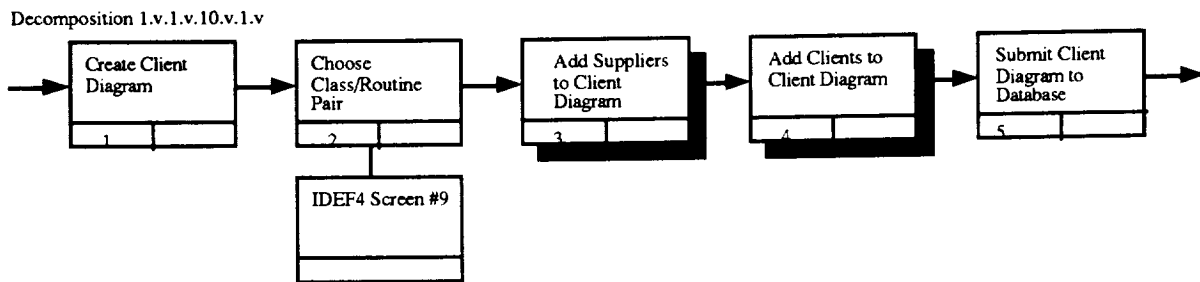 Decomposition 1.v.1.v.10.v.1.v
Create Client
Diagram
1
Choose
Class/Routine
Pair
2
Add Suppliers
to Client
Diagram
3
Add Clients to
Client Diagram
4
Submit Client
Diagram to
Database
5
IDEF4 Screen #9